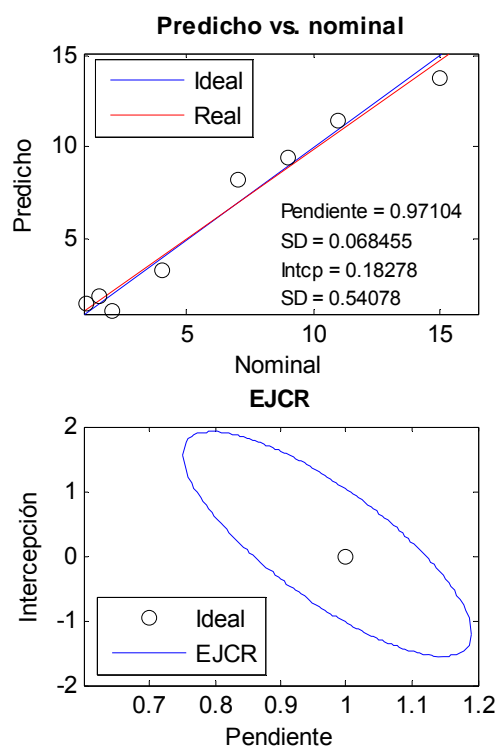 Predicho vs. nominal
15
10
5
Predicho
Ideal
Real
Pendiente = 0.97104
SD = 0.068455
Intcp = 0.18278
SD = 0.54078
5
10
15
Nominal
EJCR
2
1
0
-1
-2
Intercepción
Ideal
EJCR
0.7
0.8
0.9
1
1.1
1.2
Pendiente